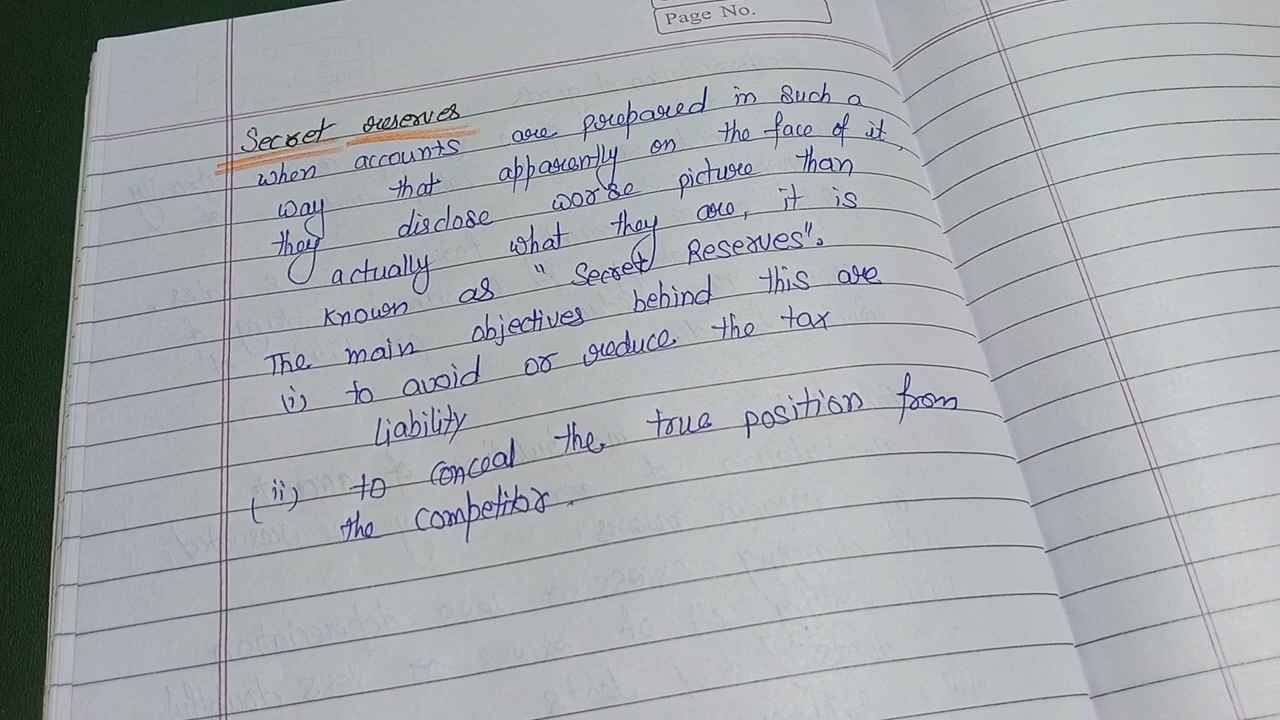 Page No.
Secret reserves
when accounts are prepared in such a
way that apparently on the face of it,
they disclose worse picture than
actually what they are, it is
known as "Secret Reserves".
The main objectives behind this are
(i) to avoid or reduce the tax
liability
(ii) to conceal the true position from
the competitor.